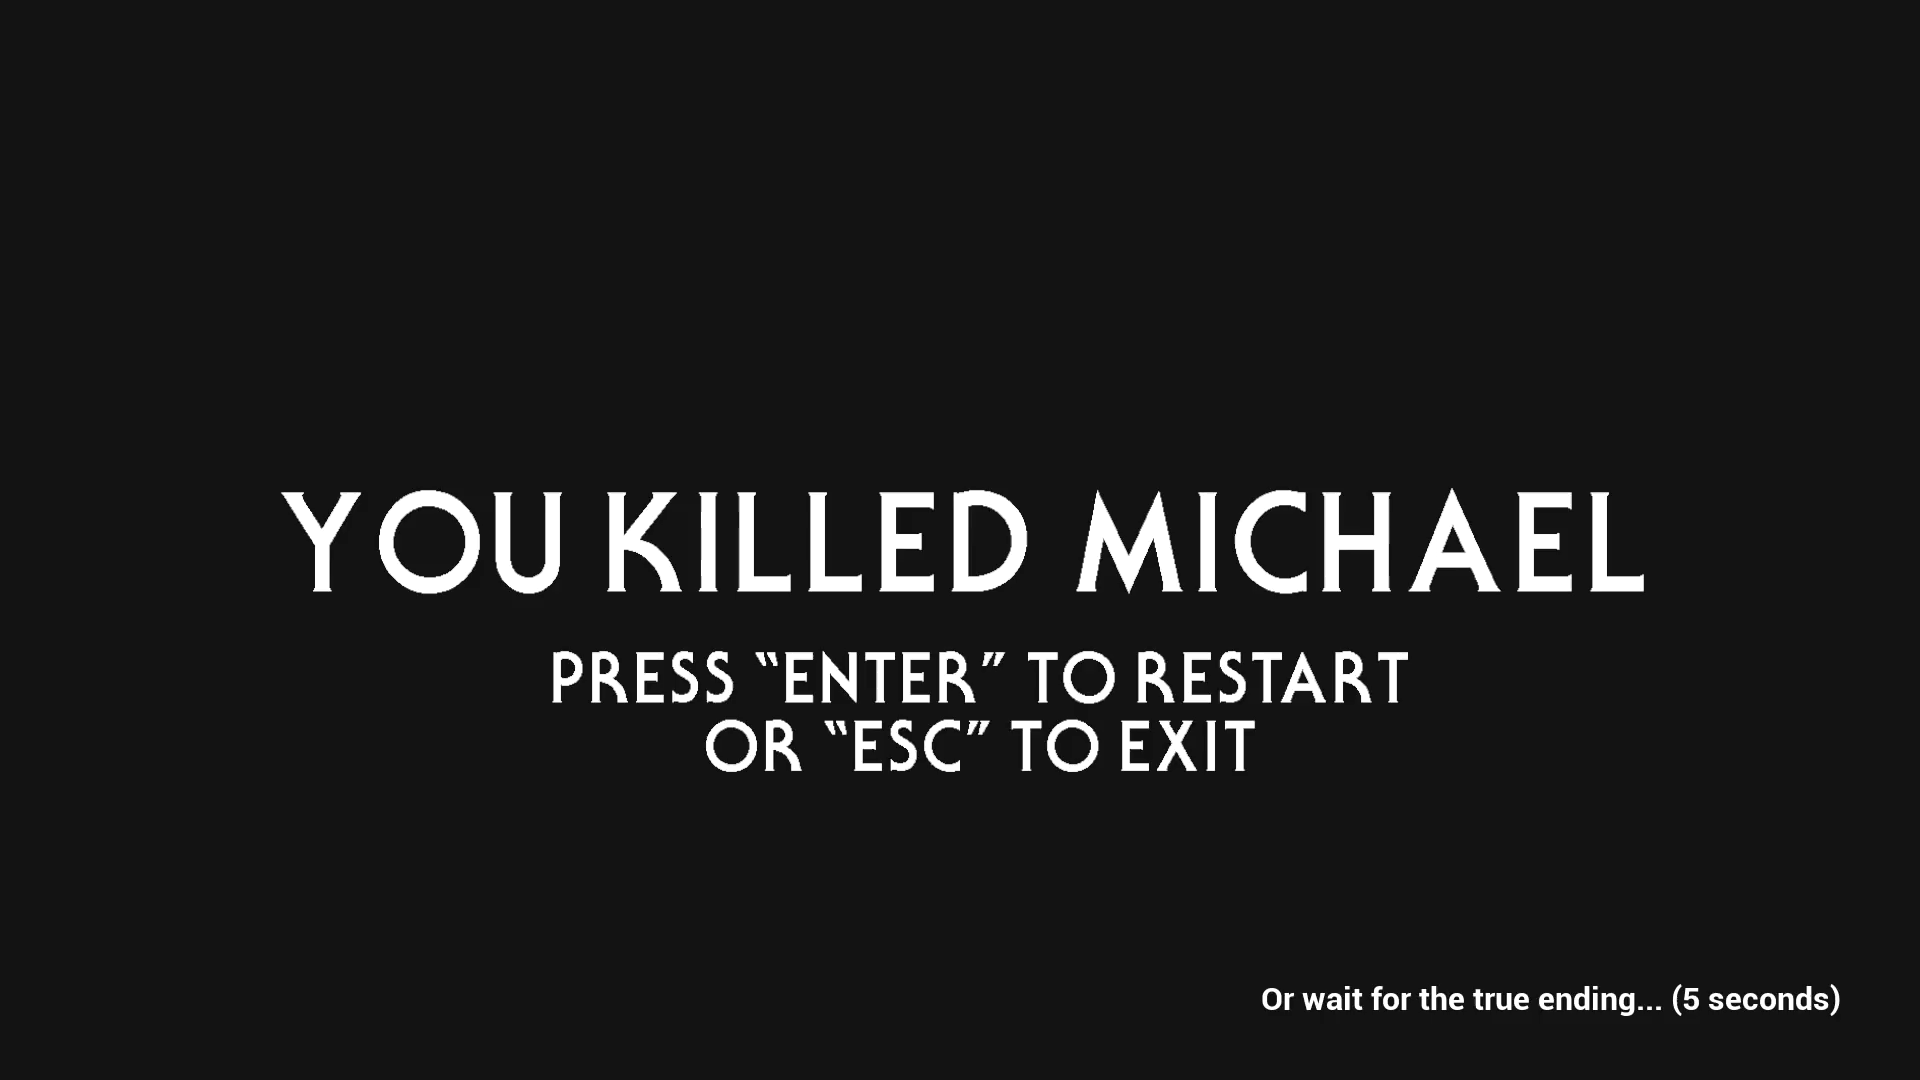 YOU KILLED MICHAEL
PRESS “ENTER” TO RESTART
OR “ESC” TO EXIT
Or wait for the true ending... (5 seconds)